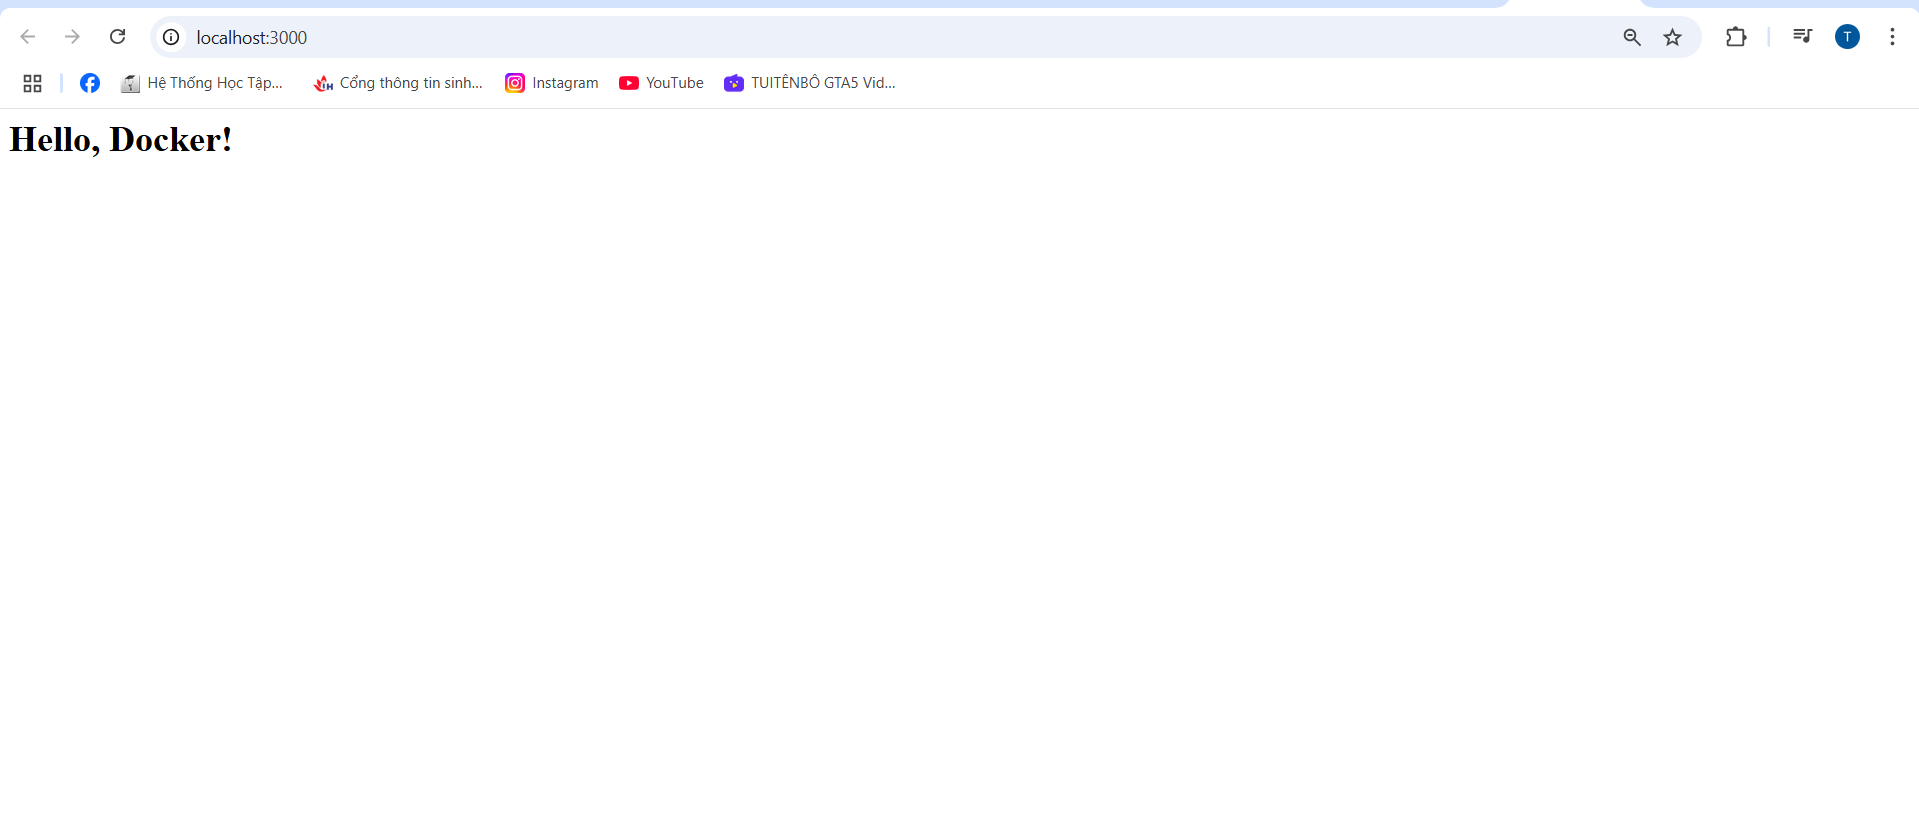 localhost:3000
T
Hệ Thống Học Tập... Cổng thông tin sinh... Instagram YouTube TUITÊNBÔ GTA5 Vid...
Hello, Docker!